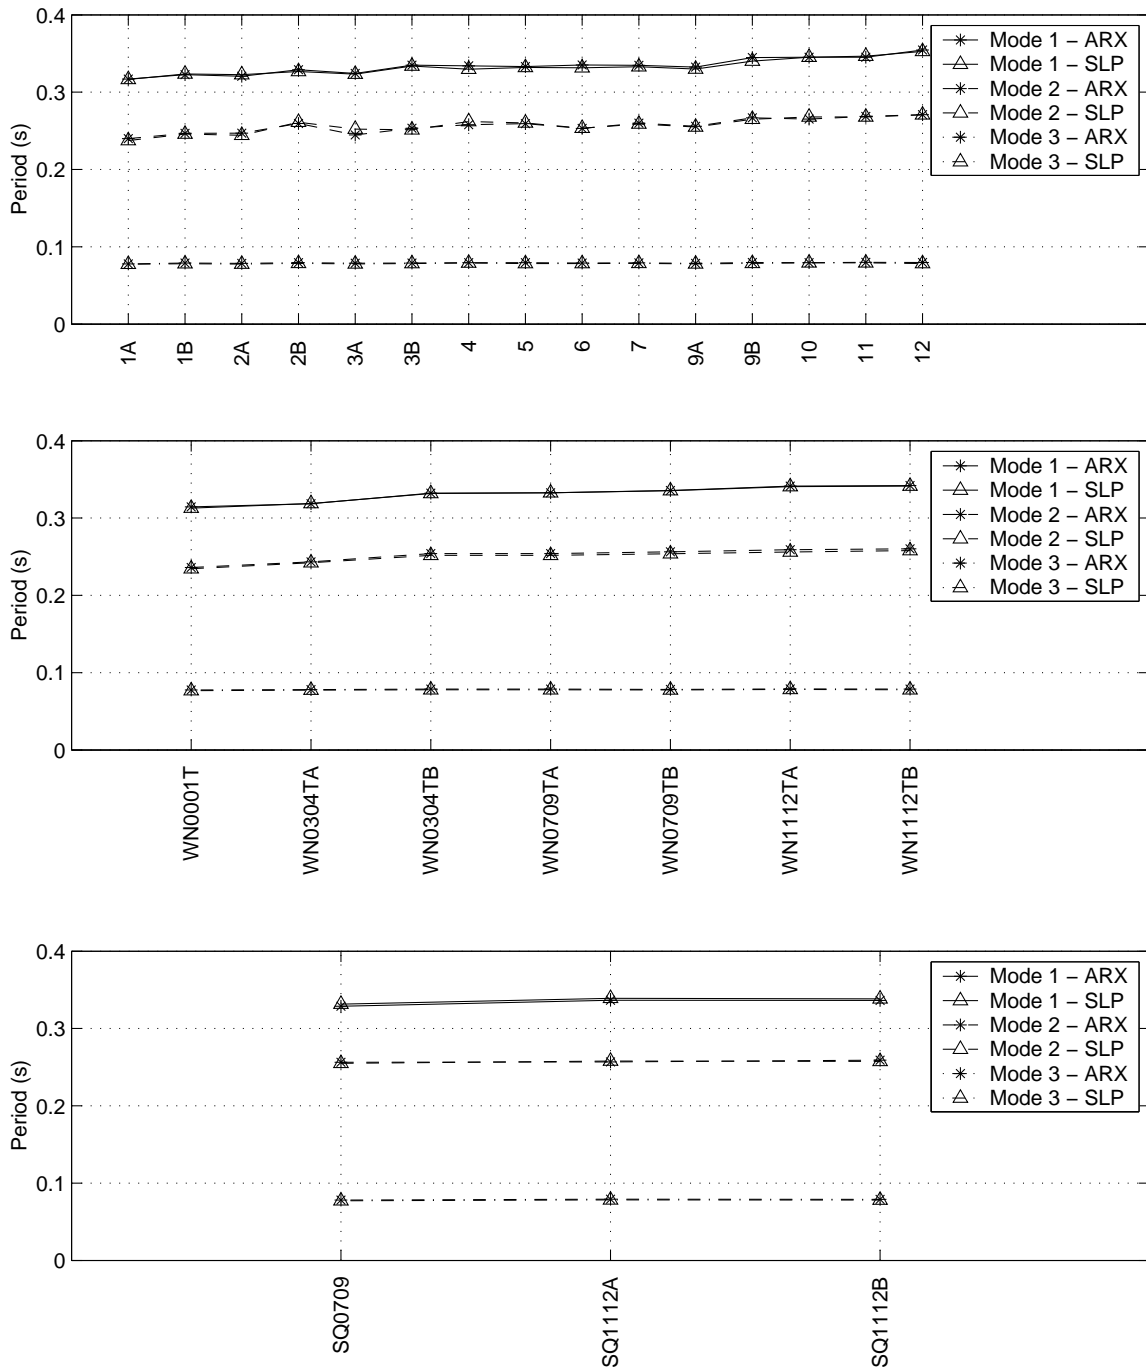 0.4
0.3
0.2
0.1
0
Period (s)
Mode 1 − ARX
Mode 1 − SLP
Mode 2 − ARX
Mode 2 − SLP
Mode 3 − ARX
Mode 3 − SLP
1A
1B
2A
2B
3A
3B
4
5
6
7
9A
9B
10
11
12
0.4
0.3
0.2
0.1
0
Period (s)
Mode 1 − ARX
Mode 1 − SLP
Mode 2 − ARX
Mode 2 − SLP
Mode 3 − ARX
Mode 3 − SLP
WN0001T
WN0304TA
WN0304TB
WN0709TA
WN0709TB
WN1112TA
WN1112TB
0.4
0.3
0.2
0.1
0
Period (s)
Mode 1 − ARX
Mode 1 − SLP
Mode 2 − ARX
Mode 2 − SLP
Mode 3 − ARX
Mode 3 − SLP
SQ0709
SQ1112A
SQ1112B